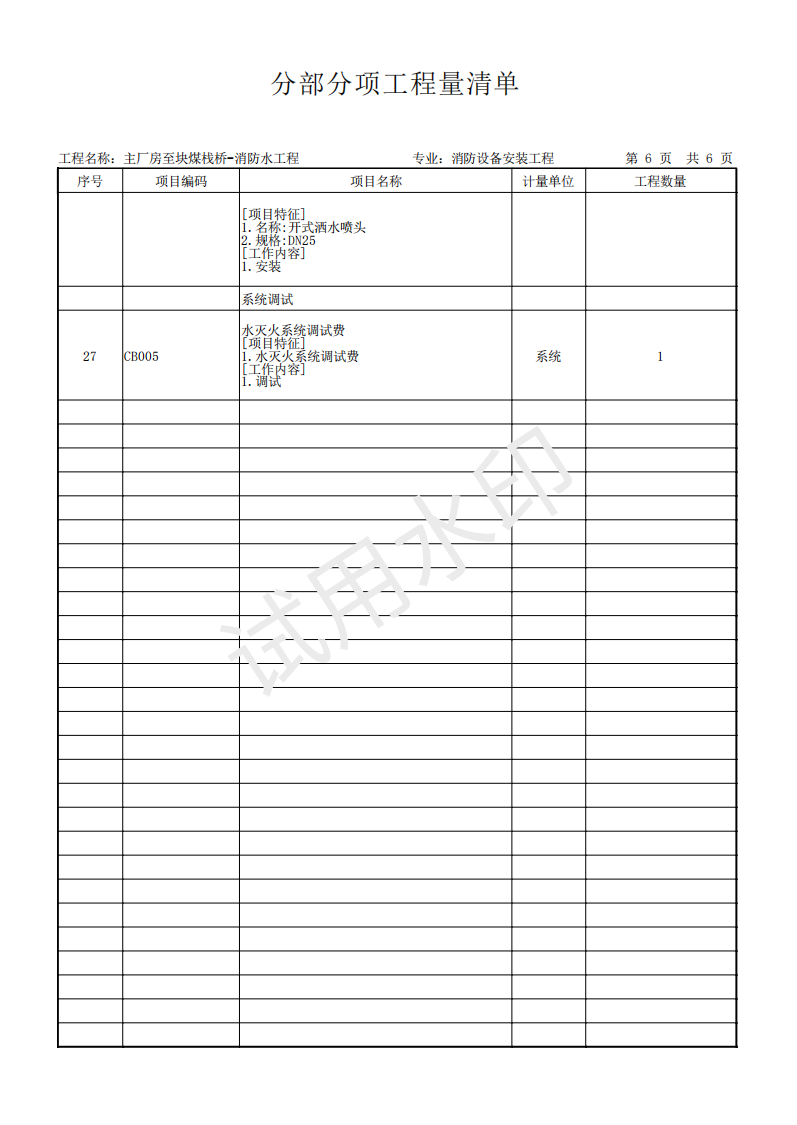 分部分项工程量清单
工程名称：主厂房至块煤栈桥-消防水工程 专业：消防设备安装工程 第 6 页 共 6 页
序号 项目编码 项目名称 计量单位 工程数量
[项目特征]
1.名称:开式洒水喷头
2.规格:DN25
[工作内容]
1.安装
系统调试
水灭火系统调试费
[项目特征]
27 CB005 1.水灭火系统调试费 系统 1
[工作内容]
1.调试
试用水印